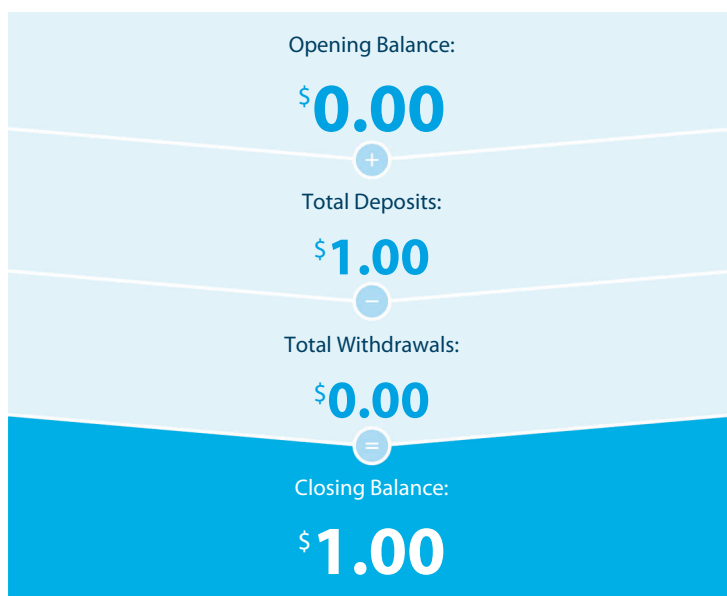 Opening Balance:
$0.00
+
Total Deposits:
$1.00
−
Total Withdrawals:
$0.00
=
Closing Balance:
$1.00